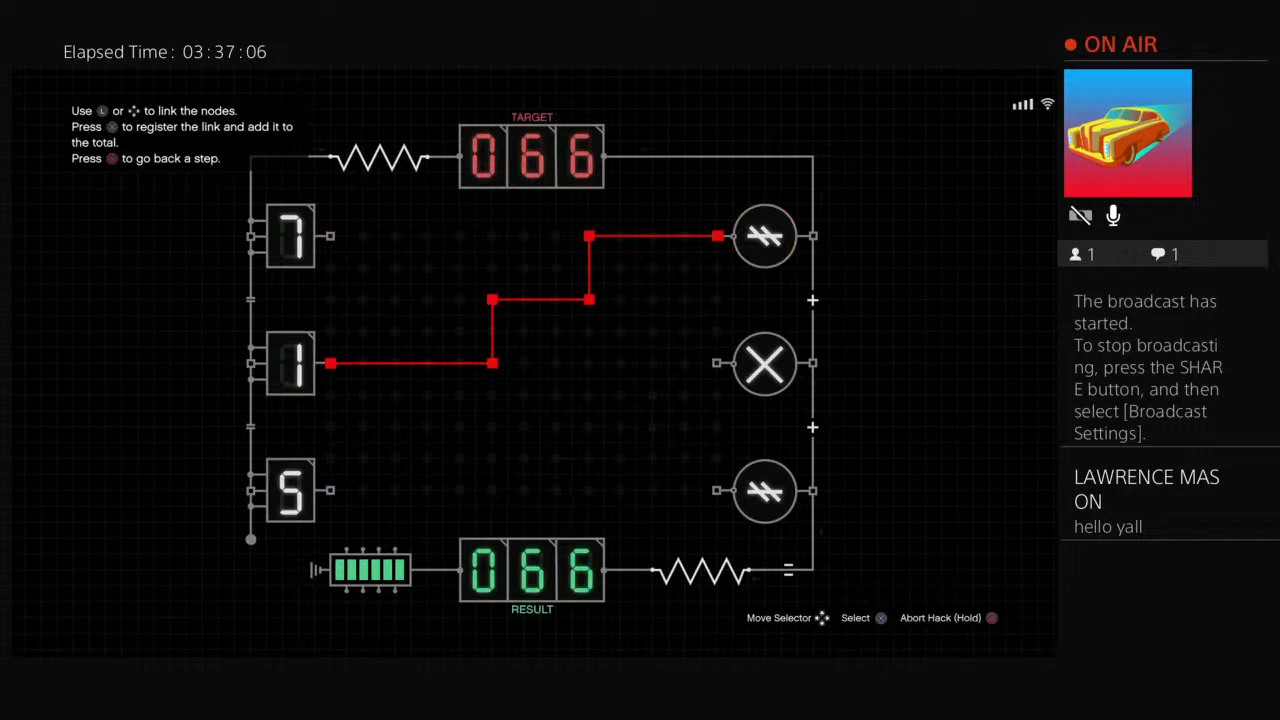 Elapsed Time: 03:37:06
ON AIR
Use L or to link the nodes.
Press to register the link and add it to
the total.
Press to go back a step.
TARGET
066
7
1
5
+
+
=
066
RESULT
Move Selector
Select
Abort Hack (Hold)
1
1
The broadcast has
started.
To stop broadcasti
ng, press the SHAR
E button, and then
select [Broadcast
Settings].
LAWRENCE MAS
ON
hello yall